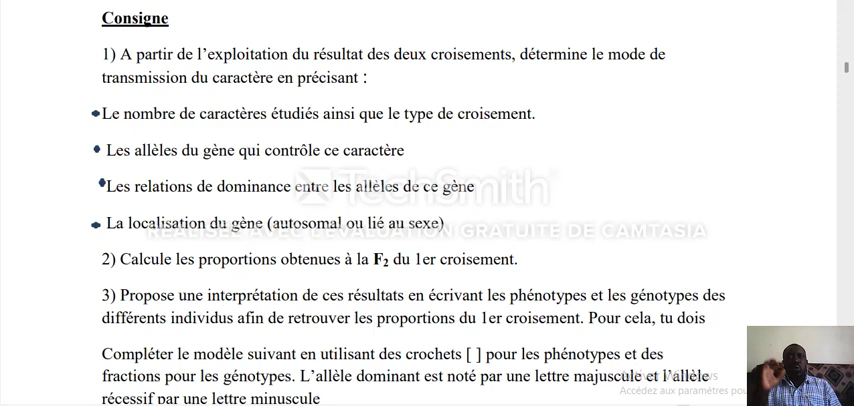 Consigne
1) A partir de l'exploitation du résultat des deux croisements, détermine le mode de
transmission du caractère en précisant :
Le nombre de caractères étudiés ainsi que le type de croisement.
Les allèles du gène qui contrôle ce caractère
Les relations de dominance entre les allèles de ce gène
TechSmith
La localisation du gène (autosomal ou lié au sexe)
RÉALISÉS AVEC L'ÉVALUATION GRATUITE DE CAMTASIA
2) Calcule les proportions obtenues à la F₂ du 1er croisement.
3) Propose une interprétation de ces résultats en écrivant les phénotypes et les génotypes des
différents individus afin de retrouver les proportions du 1er croisement. Pour cela, tu dois
Compléter le modèle suivant en utilisant des crochets [ ] pour les phénotypes et des
fractions pour les génotypes. L'allèle dominant est noté par une lettre majuscule et l'allèle
récessif par une lettre minuscule
Windows
Accédez aux paramètres pou